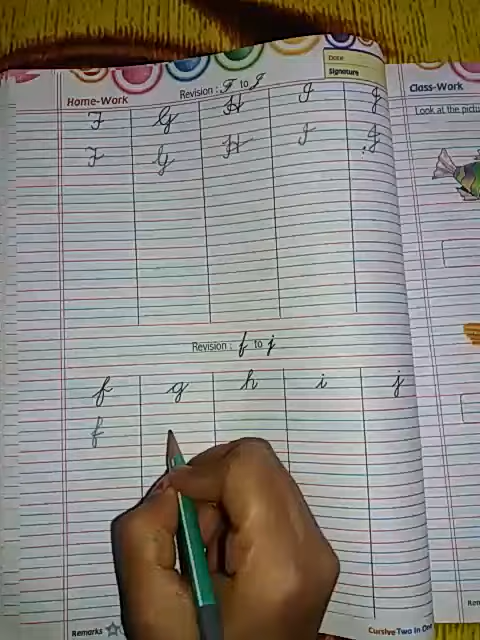 Date:
Home-Work
Revision : F to J
Signature
Class-Work
Look at the pictu
F G H I J
F G H I J
Revision : f to j
f g h i j
f
Remarks
Cursive Two In One